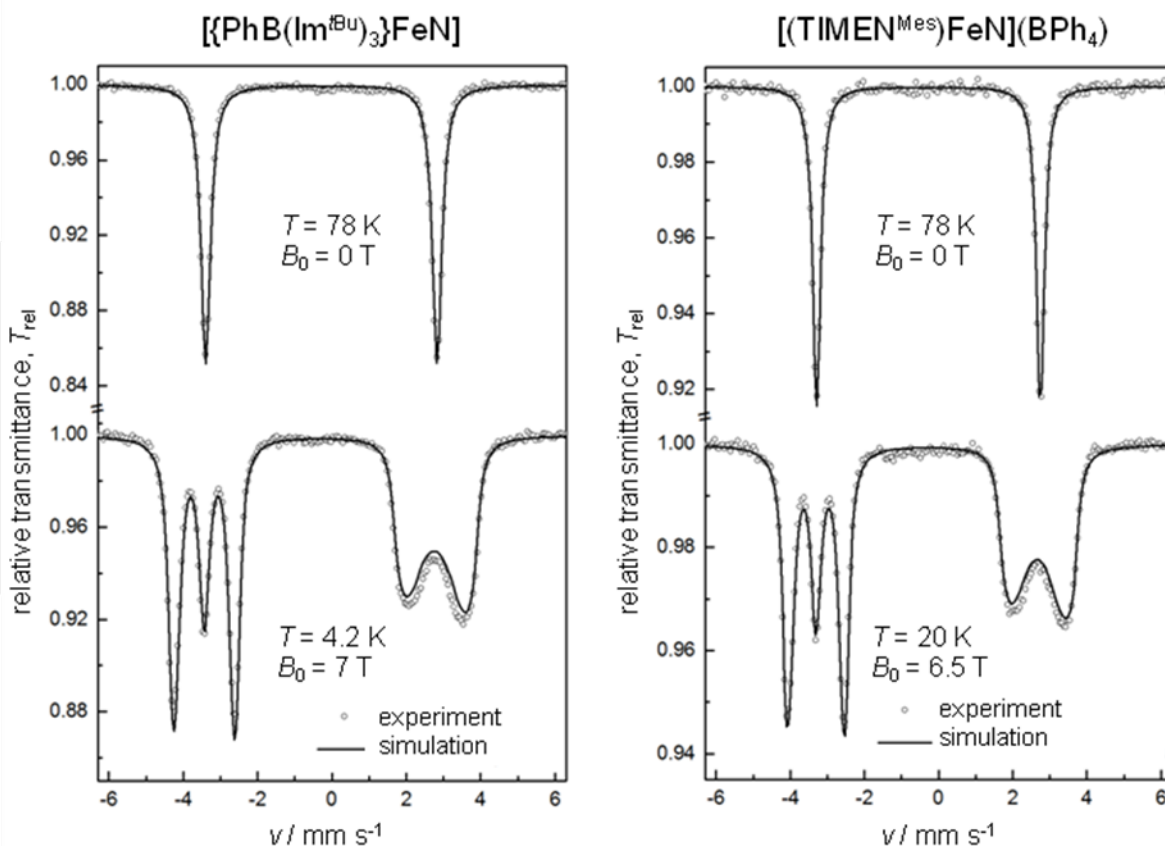 [{PhB(Im^tBu)₃}FeN]
1.00
0.96
0.92
0.88
0.84
T = 78 K
B₀ = 0 T
1.00
0.96
0.92
0.88
T = 4.2 K
B₀ = 7 T
experiment
simulation
relative transmittance, T_rel
-6 -4 -2 0 2 4 6
v / mm s⁻¹
[(TIMEN^Mes)FeN](BPh₄)
1.00
0.98
0.96
0.94
0.92
T = 78 K
B₀ = 0 T
1.00
0.98
0.96
0.94
T = 20 K
B₀ = 6.5 T
experiment
simulation
relative transmittance, T_rel
-6 -4 -2 0 2 4 6
v / mm s⁻¹